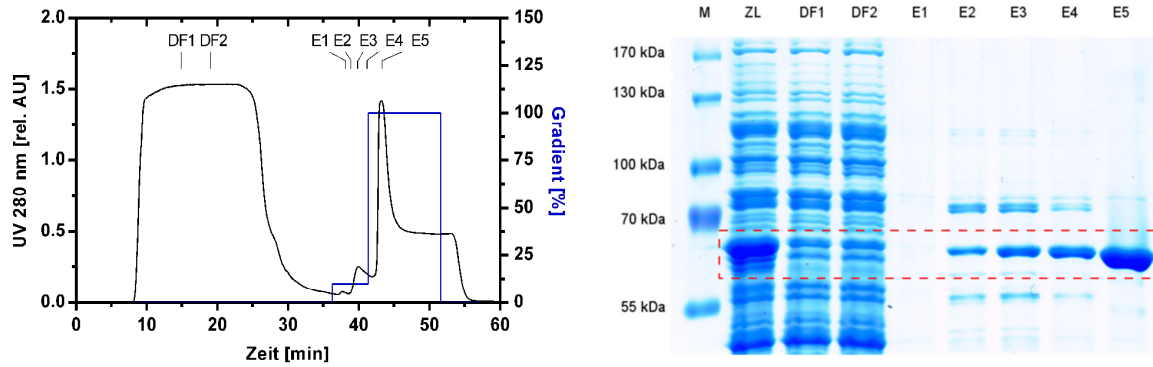 DF1 DF2
E1 E2 E3 E4 E5
UV 280 nm [rel. AU]
2.0
1.5
1.0
0.5
0.0
0 10 20 30 40 50 60
Zeit [min]
150
125
100
75
50
25
10
0
Gradient [%]
M ZL DF1 DF2 E1 E2 E3 E4 E5
170 kDa
130 kDa
100 kDa
70 kDa
55 kDa